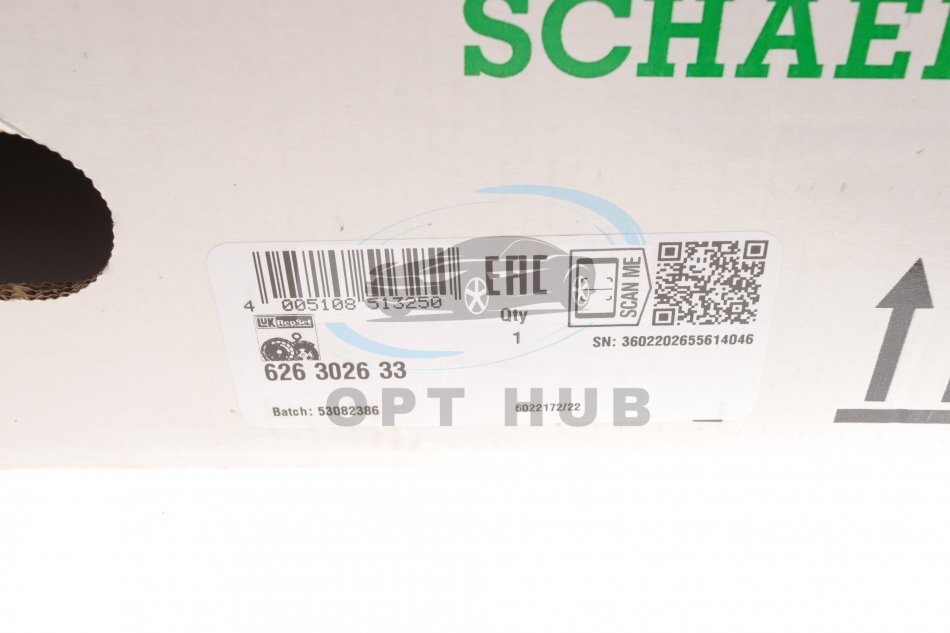 SCHAE
4 005108 513250
EAC
Qty
1
SCAN ME
SN: 3602202655614046
LuK RepSet
626 3026 33
Batch: 53082386
6022172/22
OPT HUB